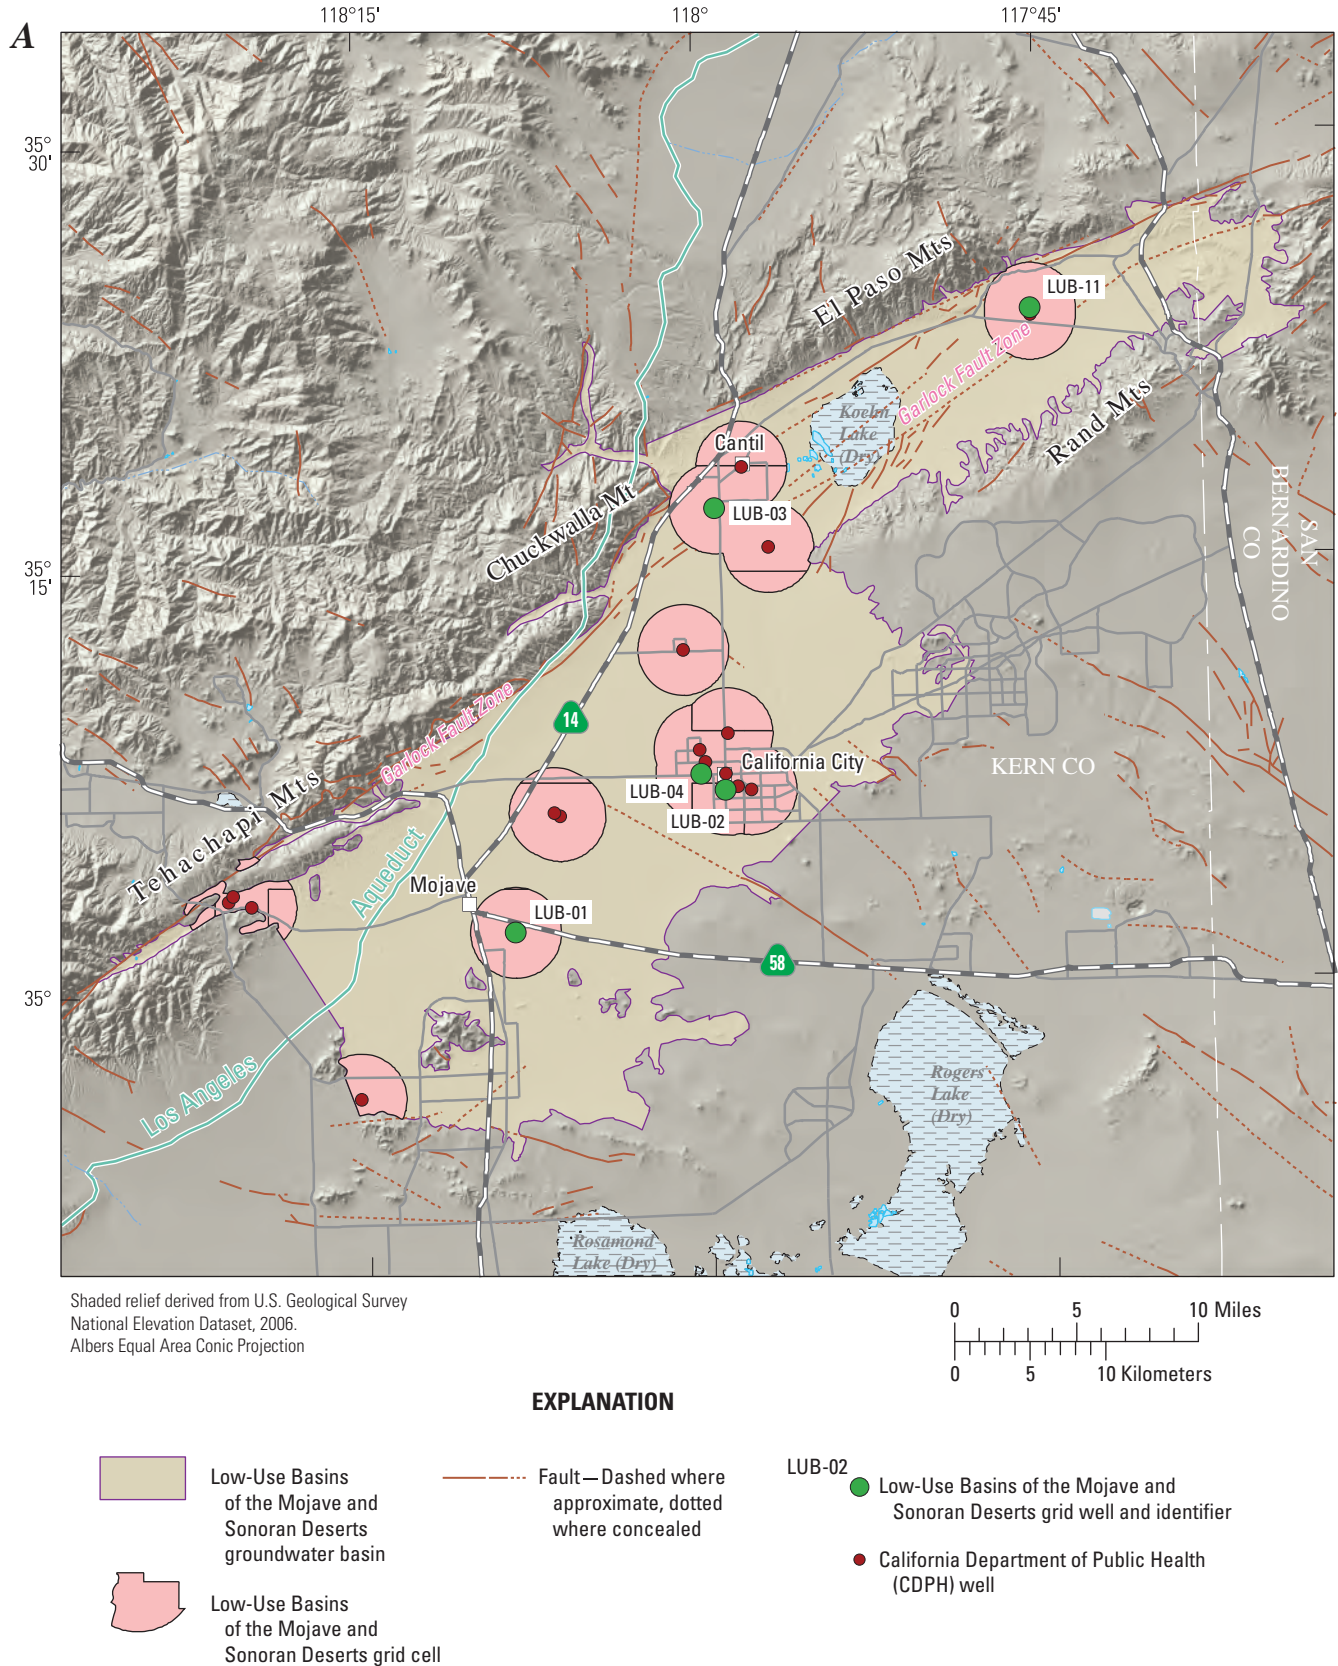 A
118°15'
118°
117°45'
35°
30'
El Paso Mts
LUB-11
Garlock Fault Zone
Koehn
Lake
(Dry)
Rand Mts
Cantil
LUB-03
Chuckwalla Mt
SAN
BERNARDINO
CO
35°
15'
Garlock Fault Zone
14
California City
KERN CO
LUB-04
LUB-02
Tehachapi Mts
Aqueduct
Mojave
LUB-01
58
35°
Los Angeles
Rogers
Lake
(Dry)
Rosamond
Lake (Dry)
Shaded relief derived from U.S. Geological Survey
National Elevation Dataset, 2006.
Albers Equal Area Conic Projection
0 5 10 Miles
0 5 10 Kilometers
EXPLANATION
Low-Use Basins
of the Mojave and
Sonoran Deserts
groundwater basin
Low-Use Basins
of the Mojave and
Sonoran Deserts grid cell
Fault—Dashed where
approximate, dotted
where concealed
LUB-02
Low-Use Basins of the Mojave and
Sonoran Deserts grid well and identifier
California Department of Public Health
(CDPH) well